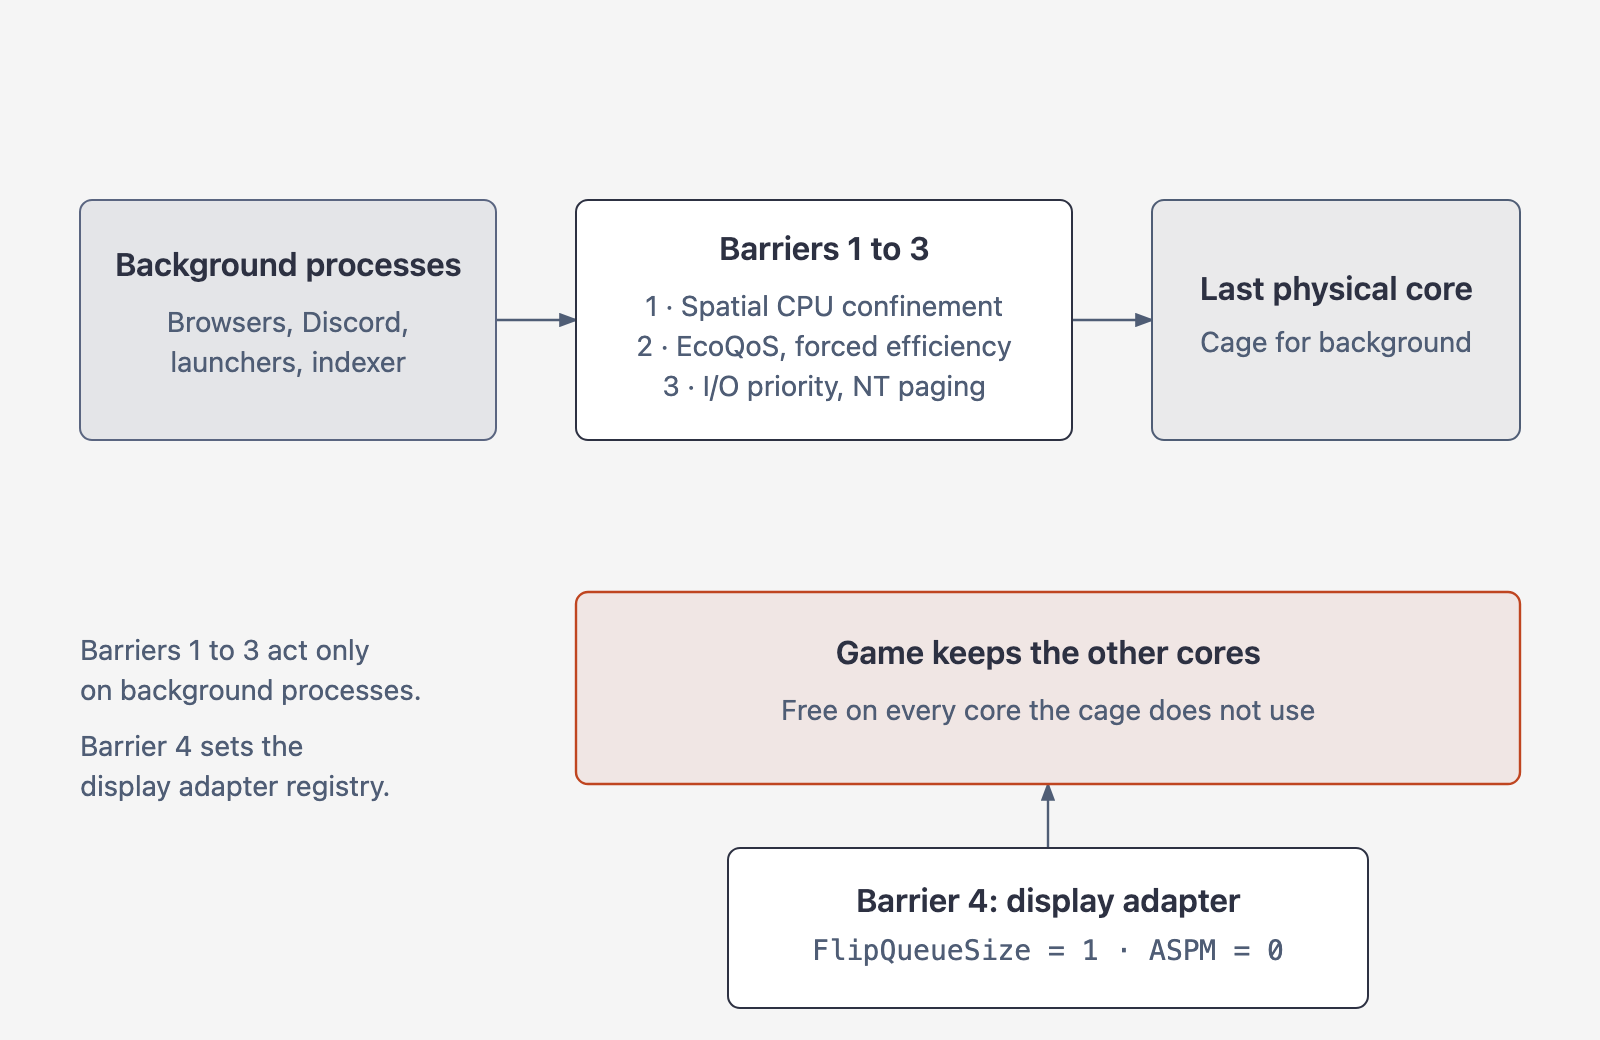 Background processes
Browsers, Discord,
launchers, indexer
Barriers 1 to 3
1 · Spatial CPU confinement
2 · EcoQoS, forced efficiency
3 · I/O priority, NT paging
Last physical core
Cage for background
Barriers 1 to 3 act only
on background processes.
Barrier 4 sets the
display adapter registry.
Game keeps the other cores
Free on every core the cage does not use
Barrier 4: display adapter
FlipQueueSize = 1 · ASPM = 0